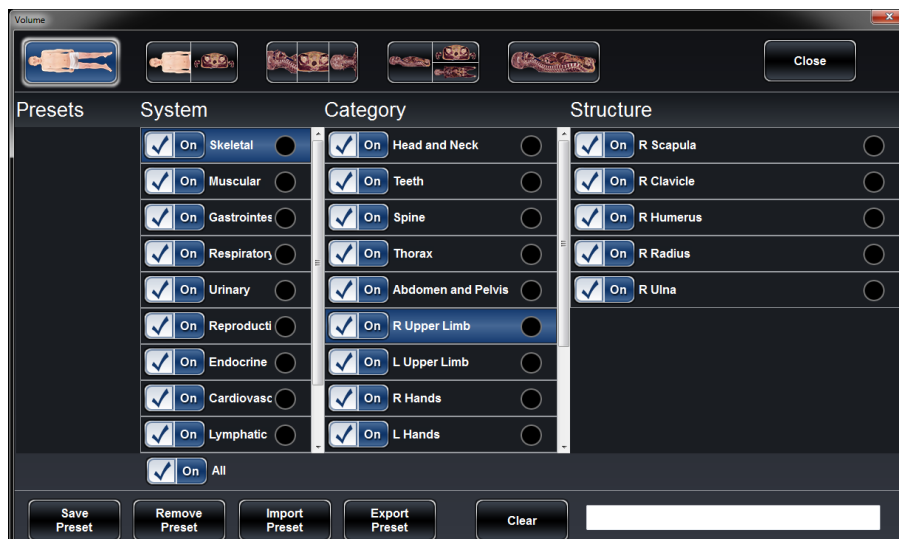 Volume
Close
Presets System Category Structure
On Skeletal On Head and Neck On R Scapula
On Muscular On Teeth On R Clavicle
On Gastrointes On Spine On R Humerus
On Respiratory On Thorax On R Radius
On Urinary On Abdomen and Pelvis On R Ulna
On Reproducti On R Upper Limb
On Endocrine On L Upper Limb
On Cardiovasc On R Hands
On Lymphatic On L Hands
On All
Save Preset Remove Preset Import Preset Export Preset Clear